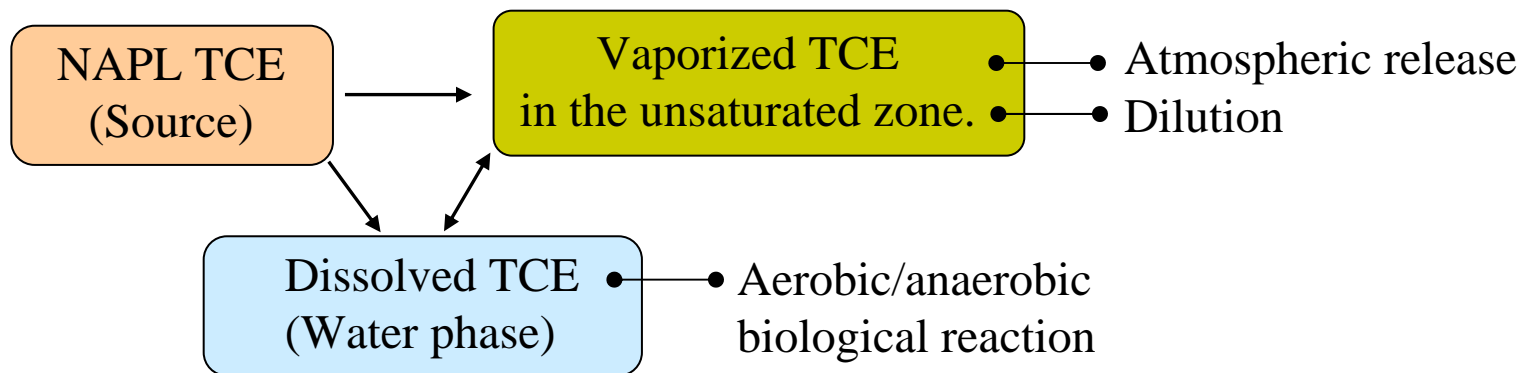 NAPL TCE
(Source)
Vaporized TCE
in the unsaturated zone.
Atmospheric release
Dilution
Dissolved TCE
(Water phase)
Aerobic/anaerobic
biological reaction